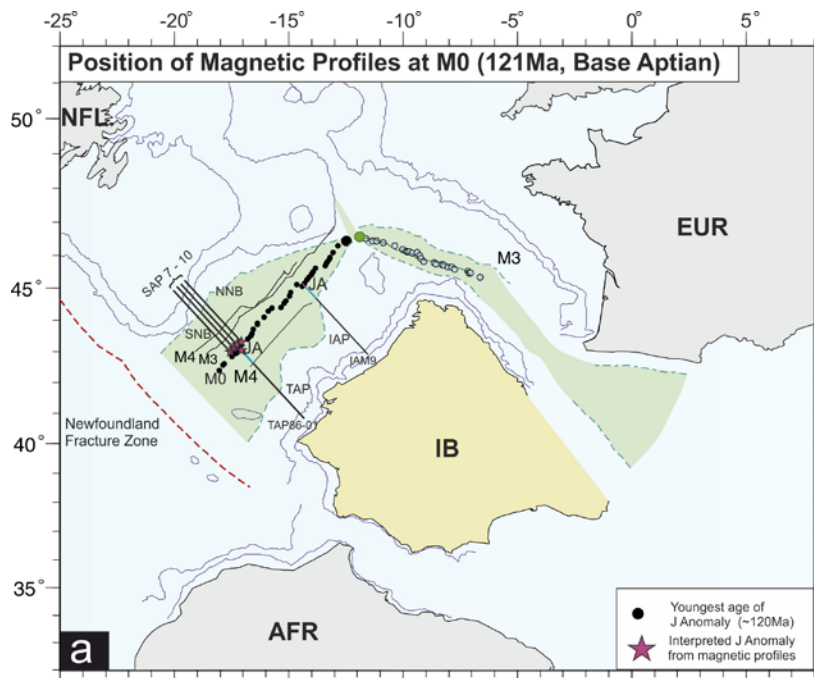 -25° -20° -15° -10° -5° 0° 5°
Position of Magnetic Profiles at M0 (121Ma, Base Aptian)
50°
NFL.
EUR
SAP 7 - 10
M3
NNB
45°
JA
SNB
IAP
M4 M3
JA
IAM9
M0 M4
TAP
Newfoundland
Fracture Zone
TAP86-01
IB
40°
35°
AFR
Youngest age of
J Anomaly (~120Ma)
Interpreted J Anomaly
from magnetic profiles
a